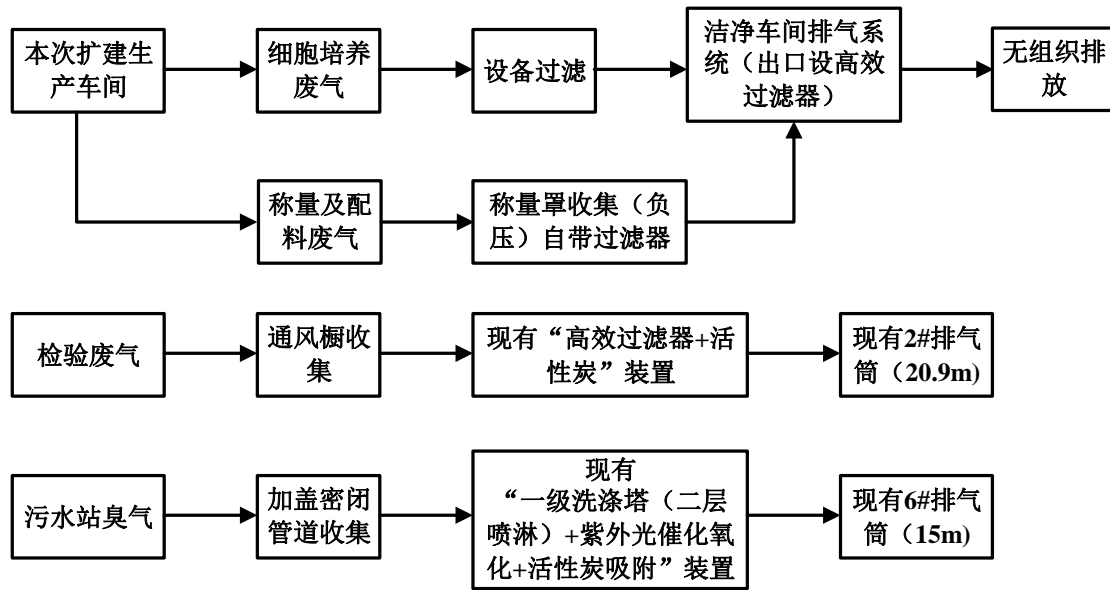 本次扩建生
产车间
细胞培养
废气
设备过滤
洁净车间排气系
统（出口设高效
过滤器）
无组织排
放
称量及配
料废气
称量罩收集（负
压）自带过滤器
检验废气
通风橱收
集
现有“高效过滤器+活
性炭”装置
现有2#排气
筒（20.9m)
污水站臭气
加盖密闭
管道收集
现有
“一级洗涤塔（二层
喷淋）+紫外光催化氧
化+活性炭吸附”装置
现有6#排气
筒（15m)